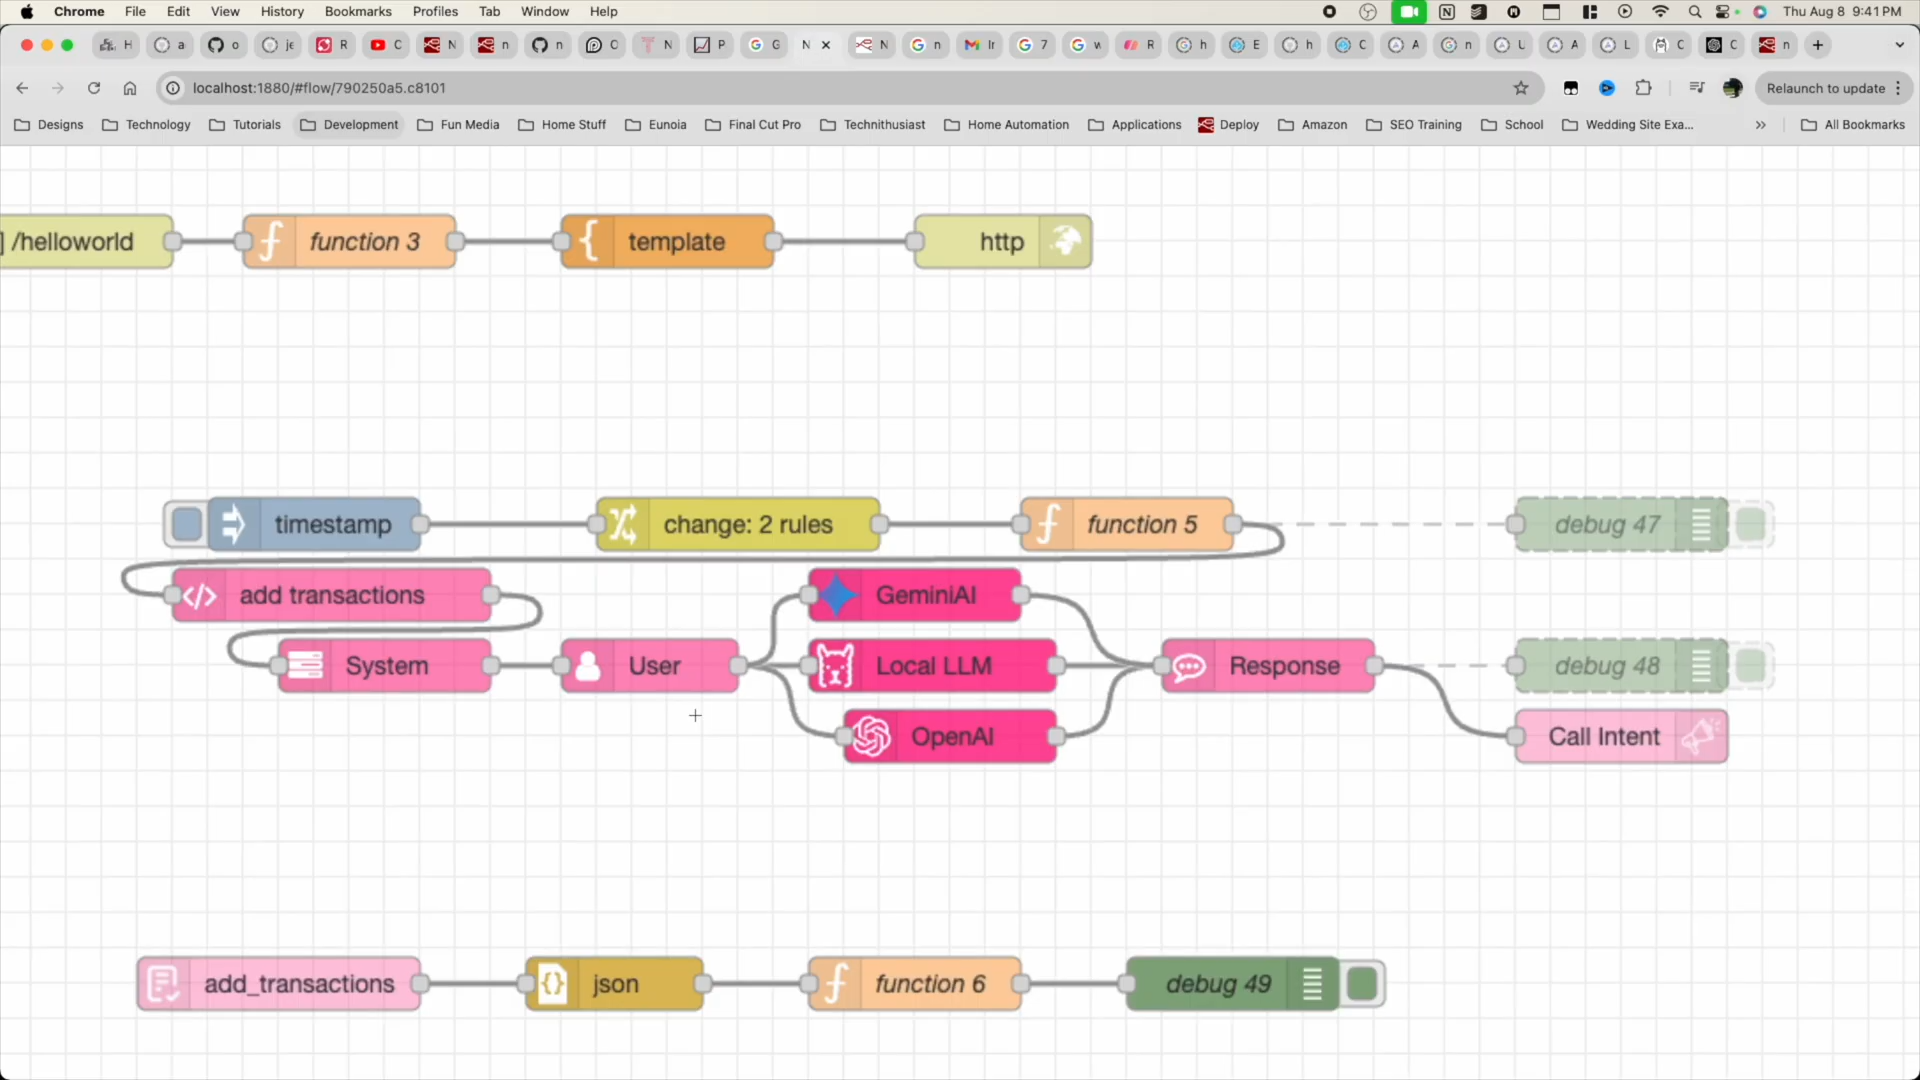 Chrome File Edit View History Bookmarks Profiles Tab Window Help Thu Aug 8 9:41 PM
H a o je R C N n n C N P G G N N n Ir 7 w R h E h C A n U A L C C n
localhost:1880/#flow/790250a5.c8101 Relaunch to update
Designs Technology Tutorials Development Fun Media Home Stuff Eunoia Final Cut Pro Technithusiast Home Automation Applications Deploy Amazon SEO Training School Wedding Site Exa... All Bookmarks
] /helloworld function 3 template http
timestamp change: 2 rules function 5 debug 47
add transactions GeminiAI
System User Local LLM Response debug 48
OpenAI Call Intent
add_transactions json function 6 debug 49